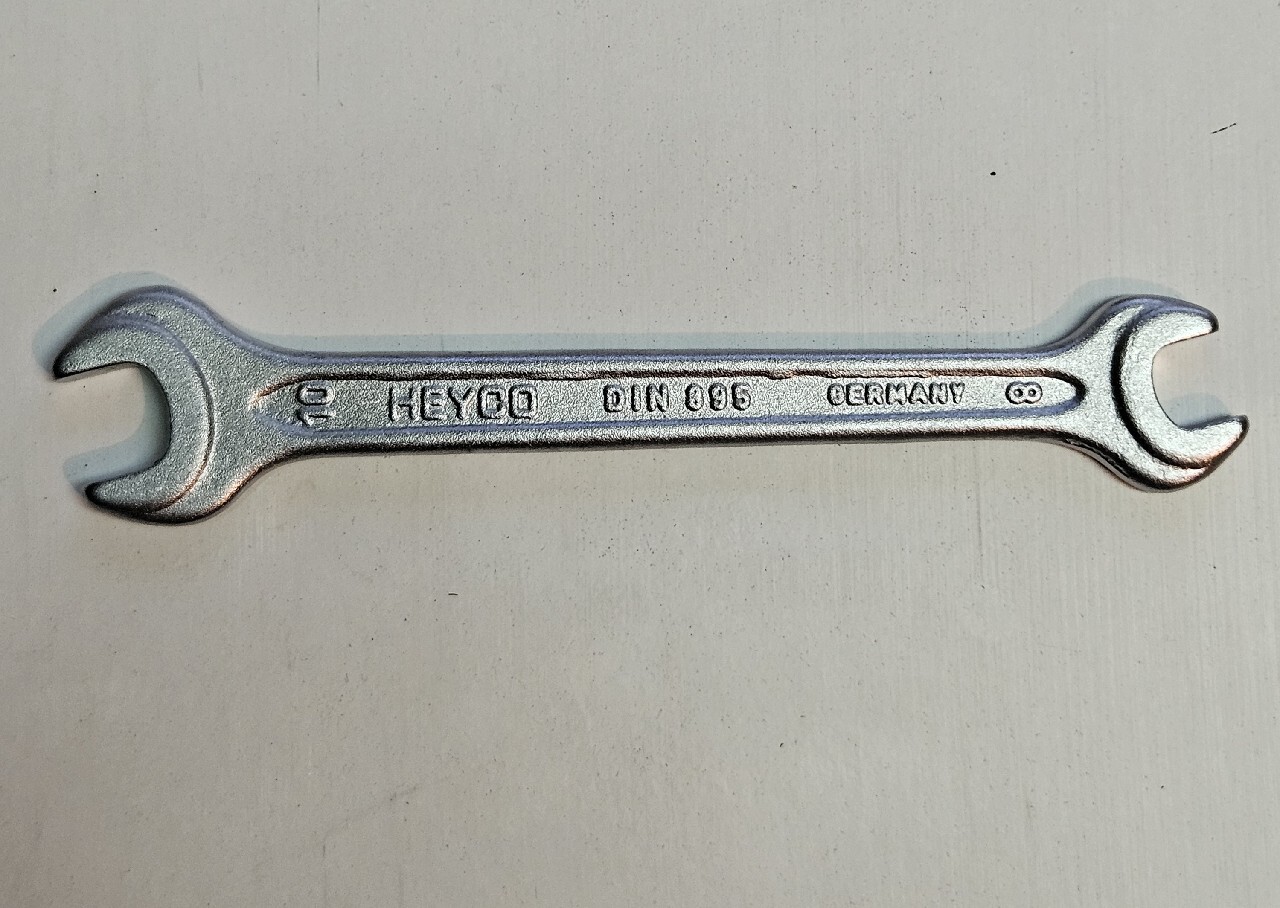 10 HEYCO DIN 895 GERMANY 8